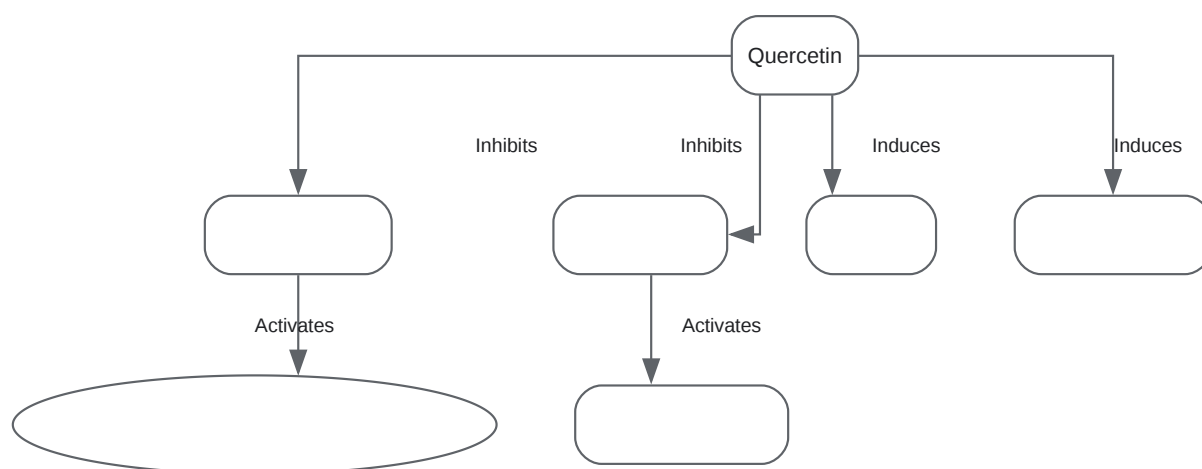 Quercetin
Inhibits
Inhibits
Induces
Induces
Activates
Activates